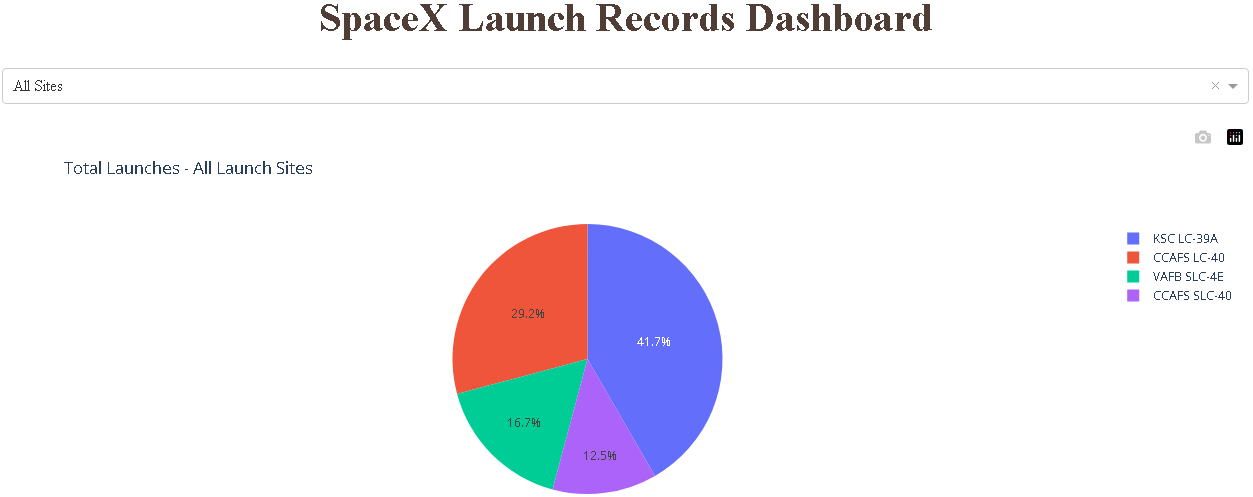 SpaceX Launch Records Dashboard
All Sites
Total Launches - All Launch Sites
KSC LC-39A
CCAFS LC-40
VAFB SLC-4E
CCAFS SLC-40
29.2%
41.7%
16.7%
12.5%